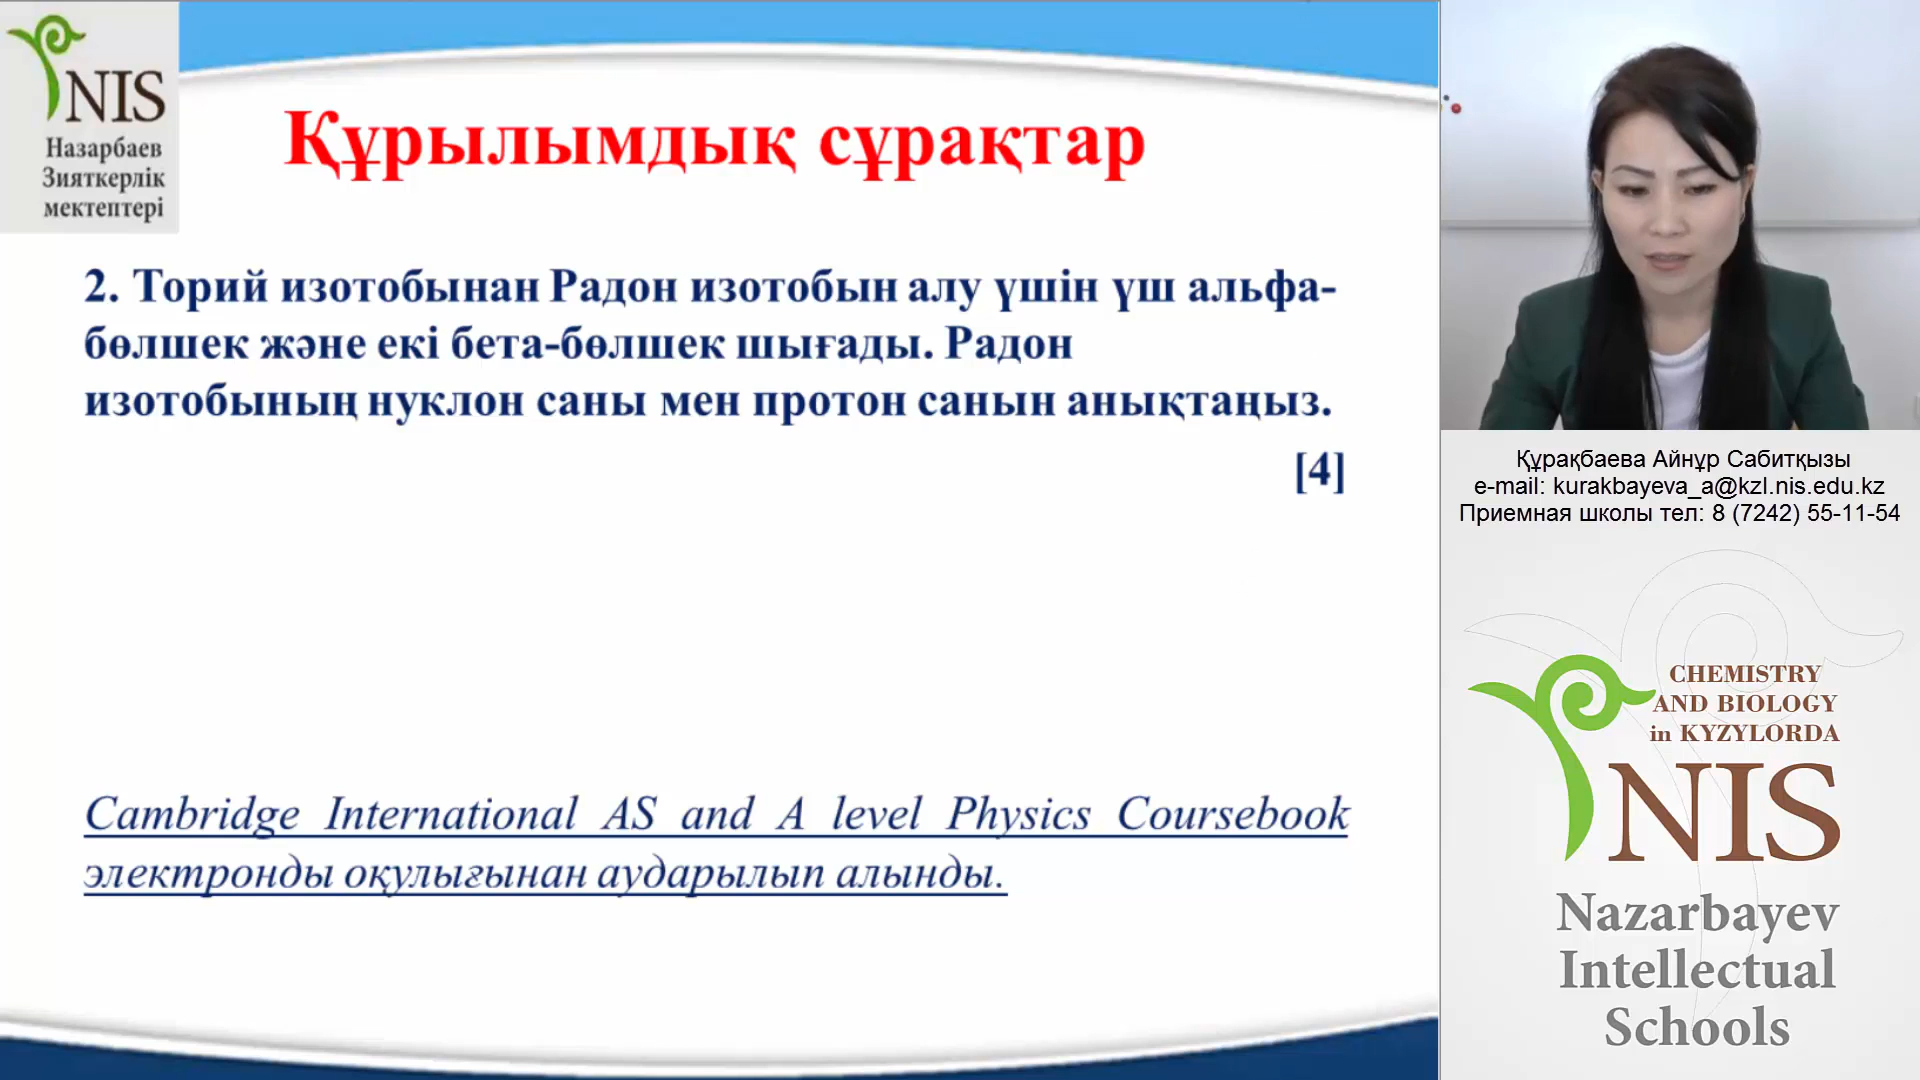 NIS
Назарбаев
Зияткерлік
мектептері
Құрылымдық сұрақтар
2. Торий изотобынан Радон изотобын алу үшін үш альфа-
бөлшек және екі бета-бөлшек шығады. Радон
изотобының нуклон саны мен протон санын анықтаңыз.
[4]
Cambridge International AS and A level Physics Coursebook
электронды оқулығынан аударылып алынды.
Құрақбаева Айнұр Сабитқызы
e-mail: kurakbayeva_a@kzl.nis.edu.kz
Приемная школы тел: 8 (7242) 55-11-54
CHEMISTRY
AND BIOLOGY
in KYZYLORDA
NIS
Nazarbayev
Intellectual
Schools